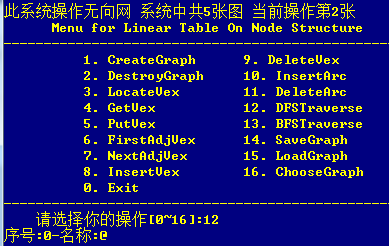 此系统操作无向网 系统中共5张图 当前操作第2张
Menu for Linear Table On Node Structure
1. CreateGraph 9. DeleteVex
2. DestroyGraph 10. InsertArc
3. LocateVex 11. DeleteArc
4. GetVex 12. DFSTraverse
5. PutVex 13. BFSTraverse
6. FirstAdjVex 14. SaveGraph
7. NextAdjVex 15. LoadGraph
8. InsertVex 16. ChooseGraph
0. Exit
请选择你的操作[0~16]:12
序号:0-名称:@